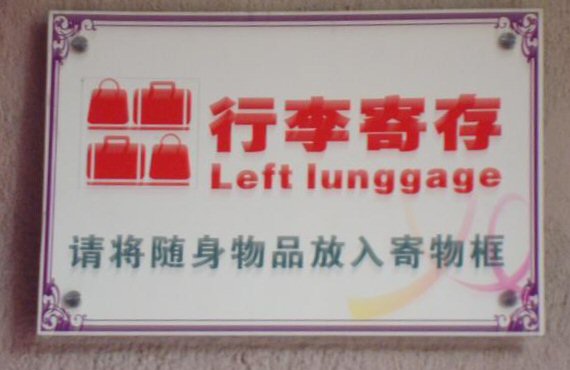 行李寄存
Left lunggage
请将随身物品放入寄物框